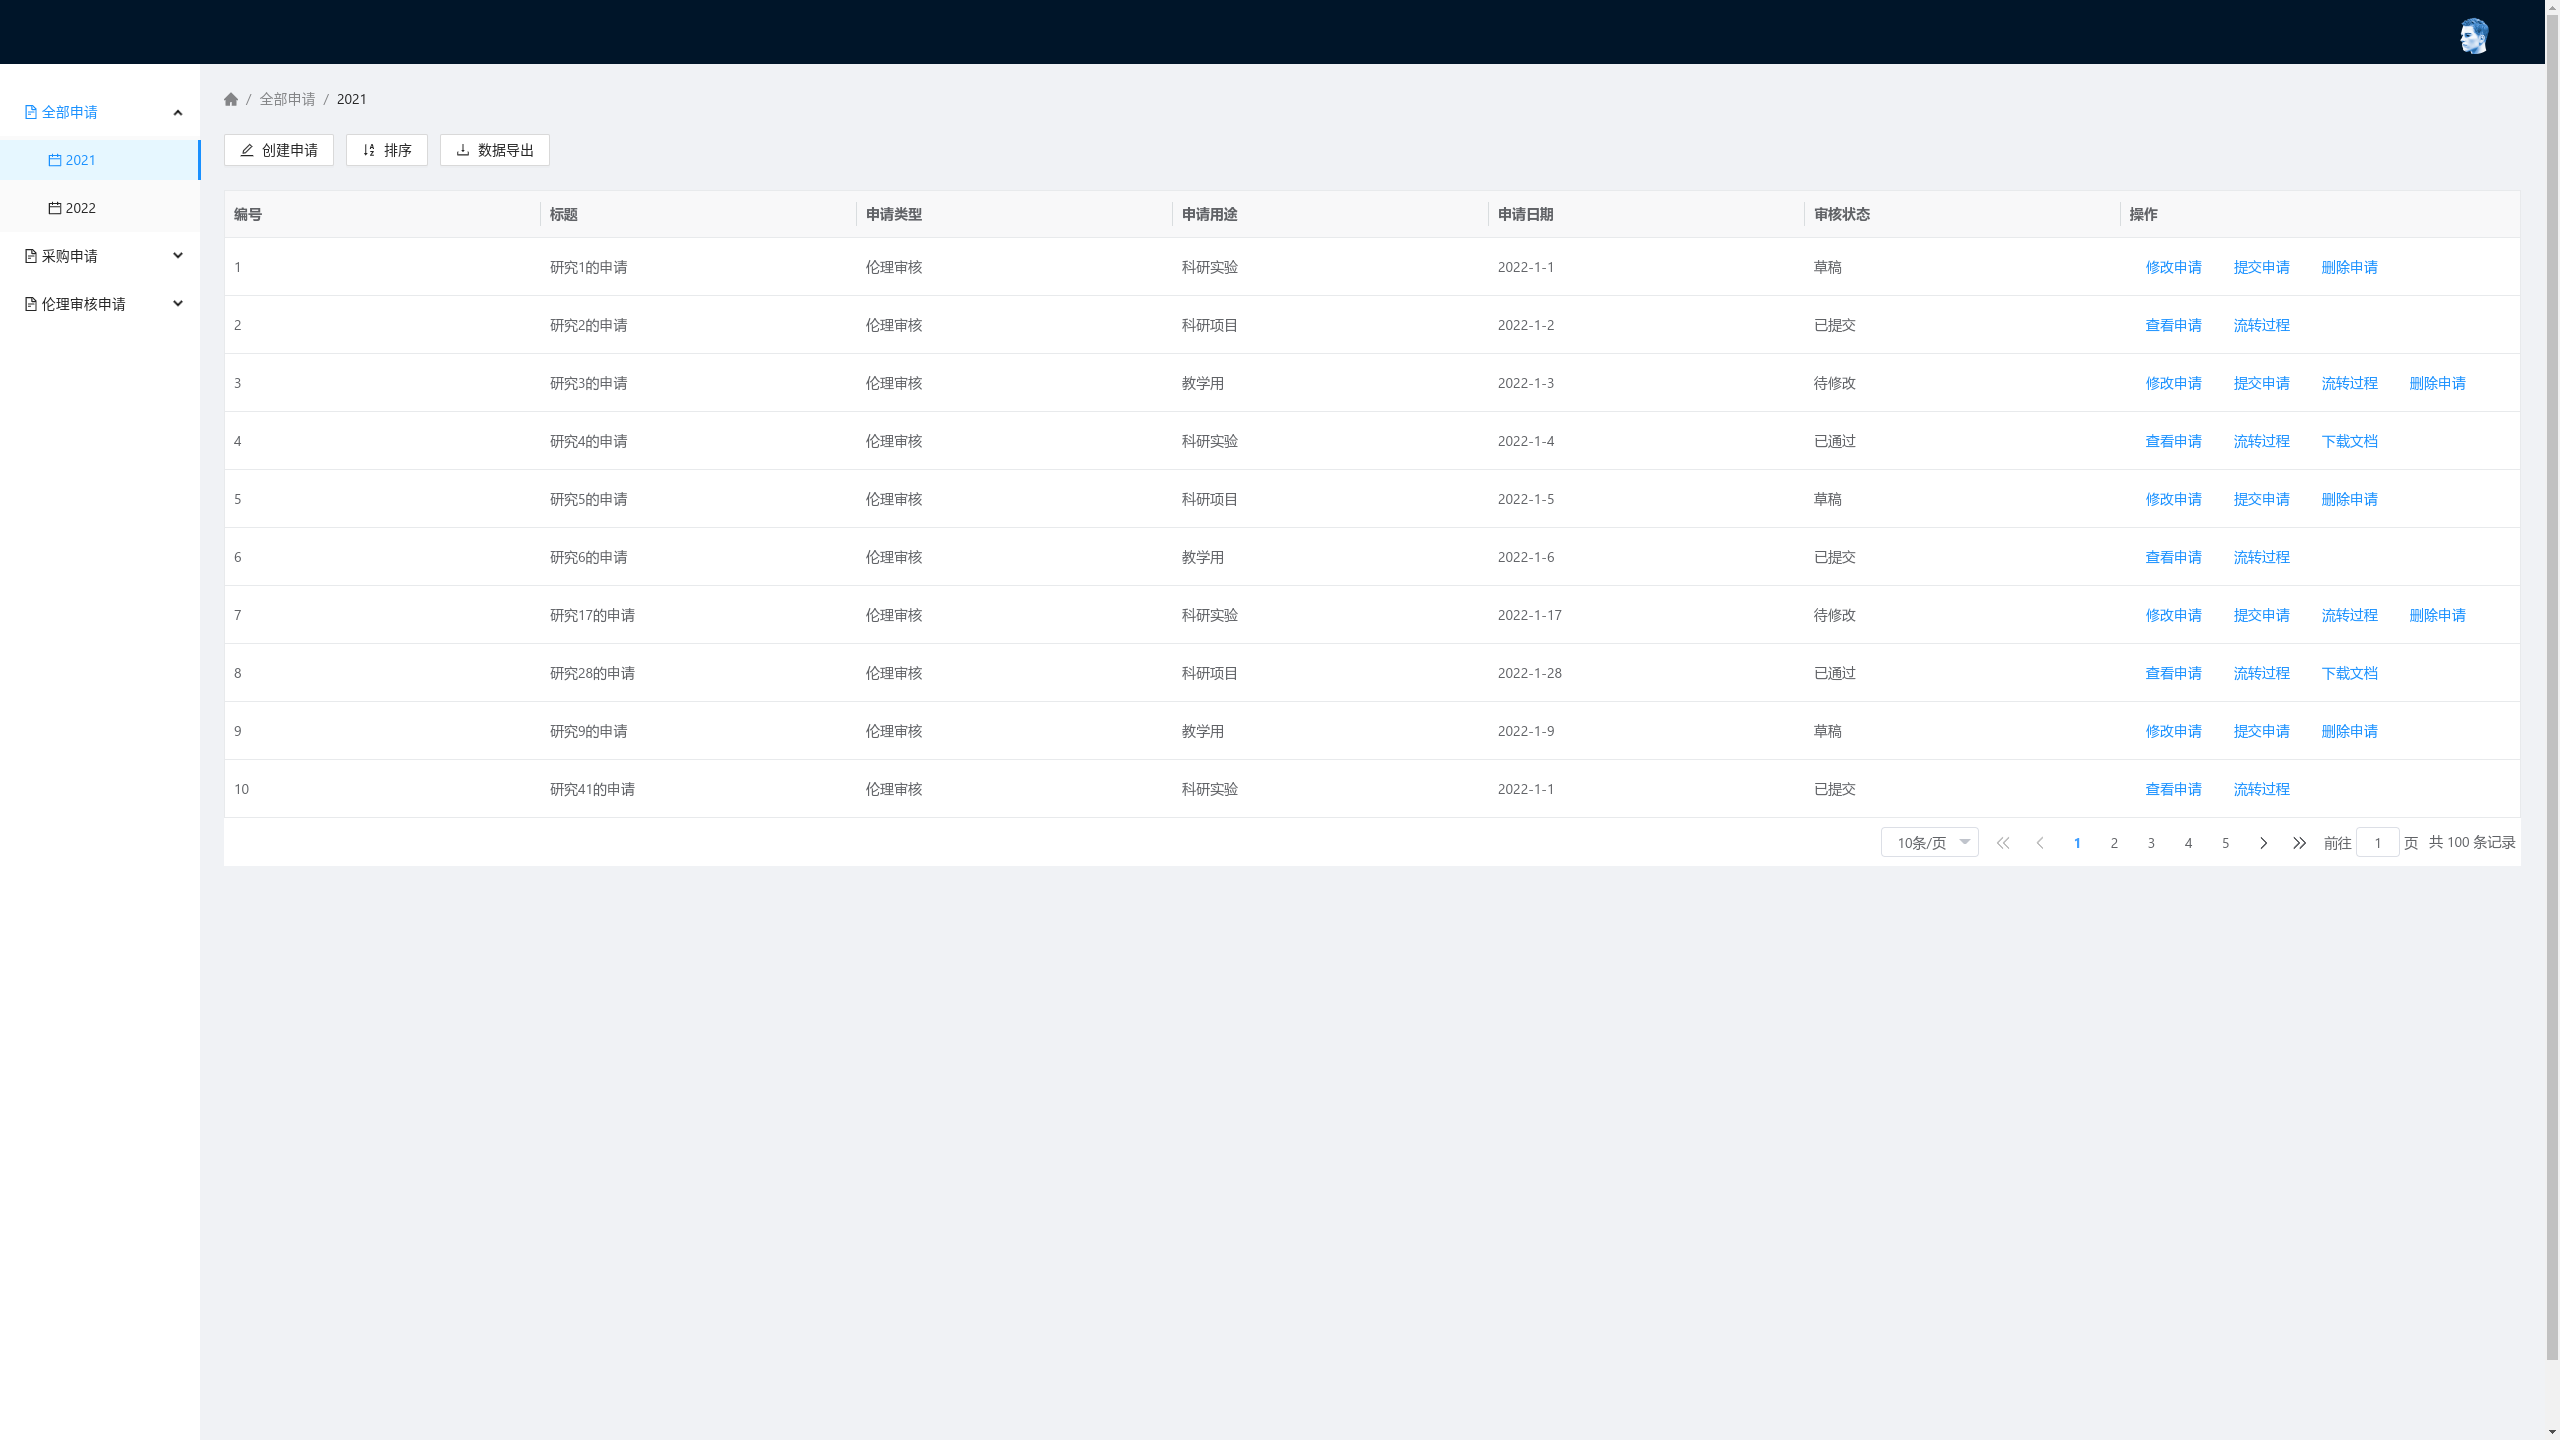 / 全部申请 / 2021
全部申请
2021
2022
采购申请
伦理审核申请
创建申请 排序 数据导出
编号 标题 申请类型 申请用途 申请日期 审核状态 操作
1 研究1的申请 伦理审核 科研实验 2022-1-1 草稿 修改申请 提交申请 删除申请
2 研究2的申请 伦理审核 科研项目 2022-1-2 已提交 查看申请 流转过程
3 研究3的申请 伦理审核 教学用 2022-1-3 待修改 修改申请 提交申请 流转过程 删除申请
4 研究4的申请 伦理审核 科研实验 2022-1-4 已通过 查看申请 流转过程 下载文档
5 研究5的申请 伦理审核 科研项目 2022-1-5 草稿 修改申请 提交申请 删除申请
6 研究6的申请 伦理审核 教学用 2022-1-6 已提交 查看申请 流转过程
7 研究17的申请 伦理审核 科研实验 2022-1-17 待修改 修改申请 提交申请 流转过程 删除申请
8 研究28的申请 伦理审核 科研项目 2022-1-28 已通过 查看申请 流转过程 下载文档
9 研究9的申请 伦理审核 教学用 2022-1-9 草稿 修改申请 提交申请 删除申请
10 研究41的申请 伦理审核 科研实验 2022-1-1 已提交 查看申请 流转过程
10条/页 1 2 3 4 5 前往 1 页 共 100 条记录